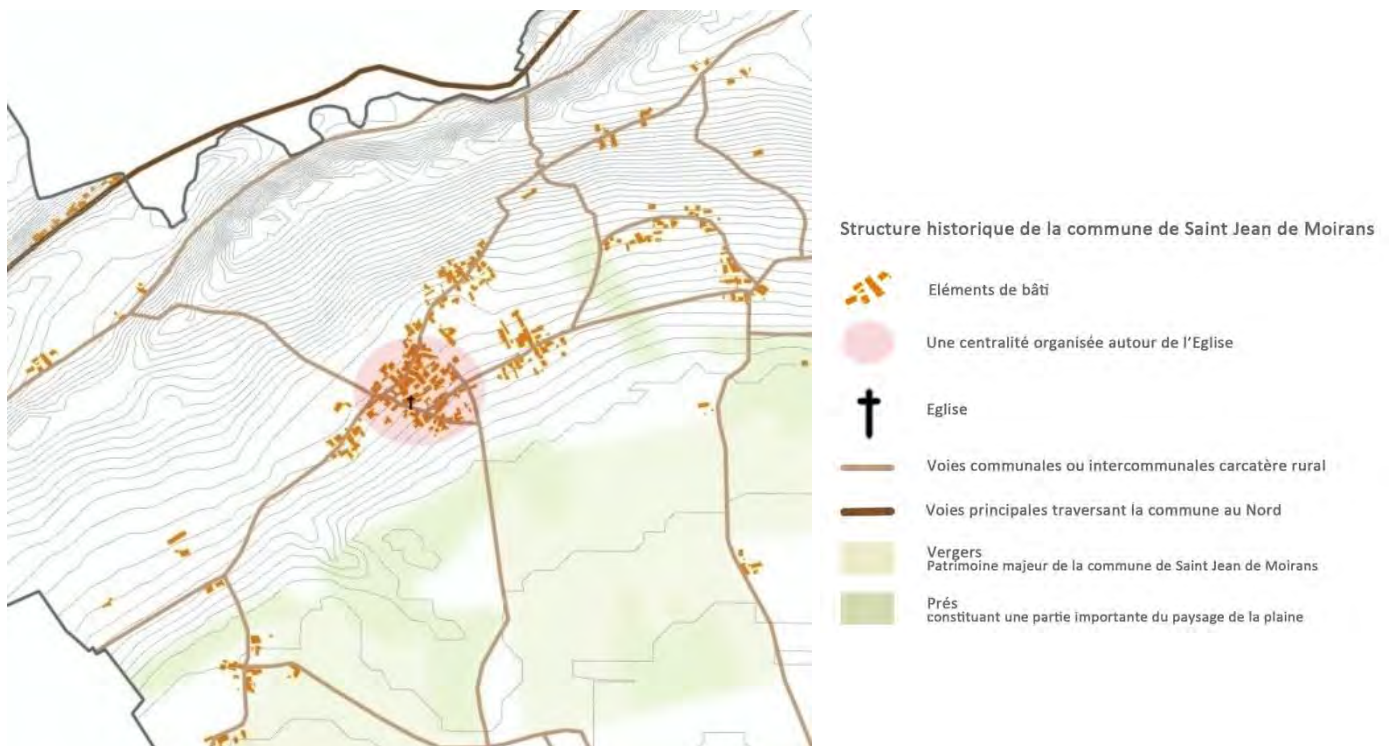 Structure historique de la commune de Saint Jean de Moirans
Eléments de bâti
Une centralité organisée autour de l'Eglise
Eglise
Voies communales ou intercommunales carcatère rural
Voies principales traversant la commune au Nord
Vergers
Patrimoine majeur de la commune de Saint Jean de Moirans
Prés
constituant une partie importante du paysage de la plaine